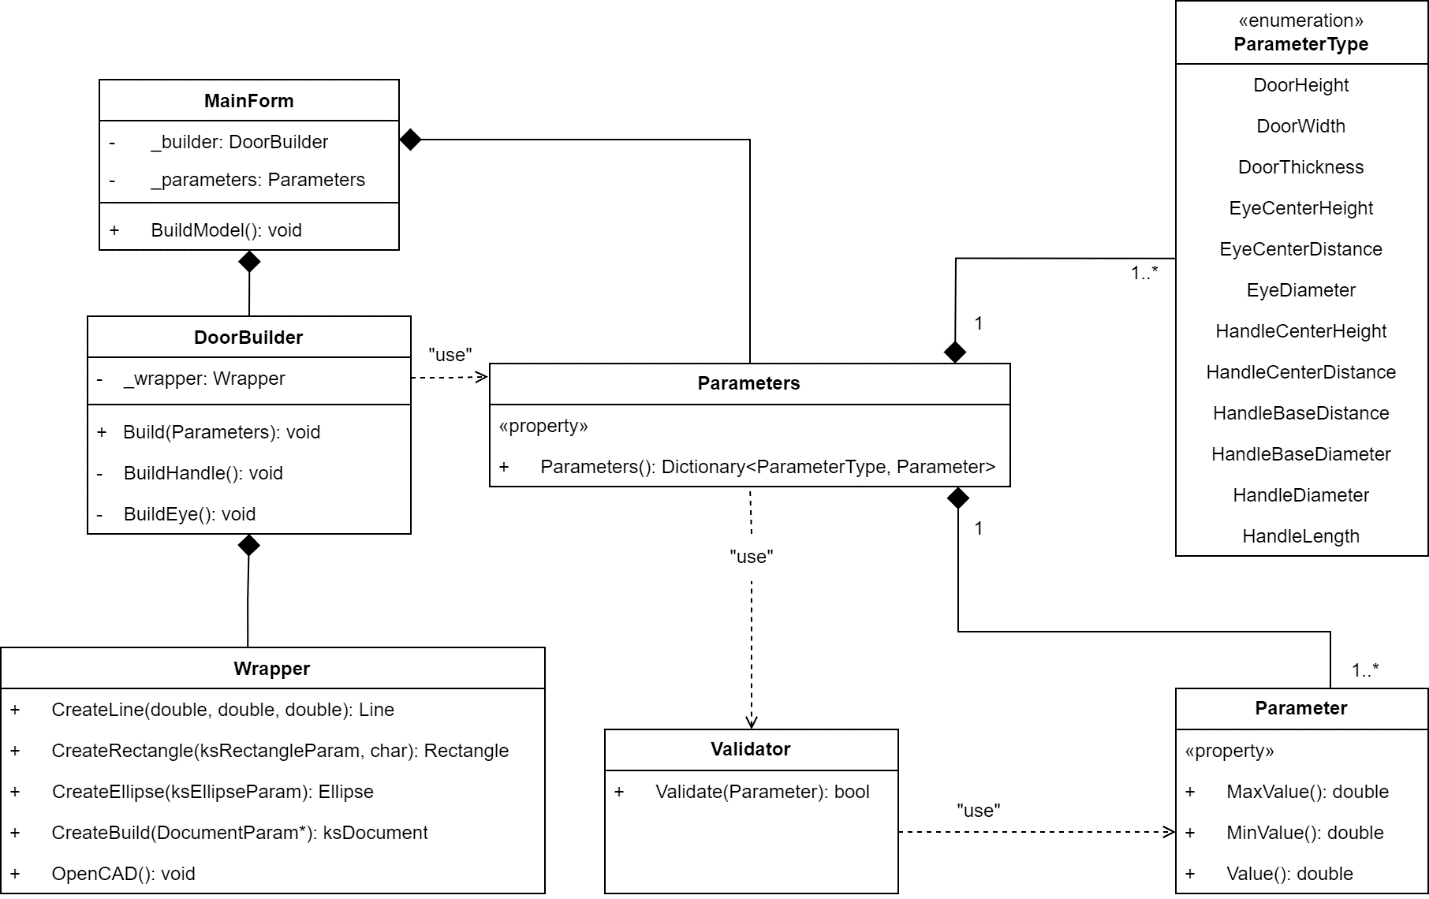 «enumeration»
ParameterType
DoorHeight
DoorWidth
DoorThickness
EyeCenterHeight
EyeCenterDistance
EyeDiameter
HandleCenterHeight
HandleCenterDistance
HandleBaseDistance
HandleBaseDiameter
HandleDiameter
HandleLength
MainForm
- _builder: DoorBuilder
- _parameters: Parameters
+ BuildModel(): void
1..*
1
DoorBuilder
- _wrapper: Wrapper
+ Build(Parameters): void
- BuildHandle(): void
- BuildEye(): void
"use"
Parameters
«property»
+ Parameters(): Dictionary<ParameterType, Parameter>
1
"use"
1..*
Wrapper
+ CreateLine(double, double, double): Line
+ CreateRectangle(ksRectangleParam, char): Rectangle
+ CreateEllipse(ksEllipseParam): Ellipse
+ CreateBuild(DocumentParam*): ksDocument
+ OpenCAD(): void
Validator
+ Validate(Parameter): bool
"use"
Parameter
«property»
+ MaxValue(): double
+ MinValue(): double
+ Value(): double